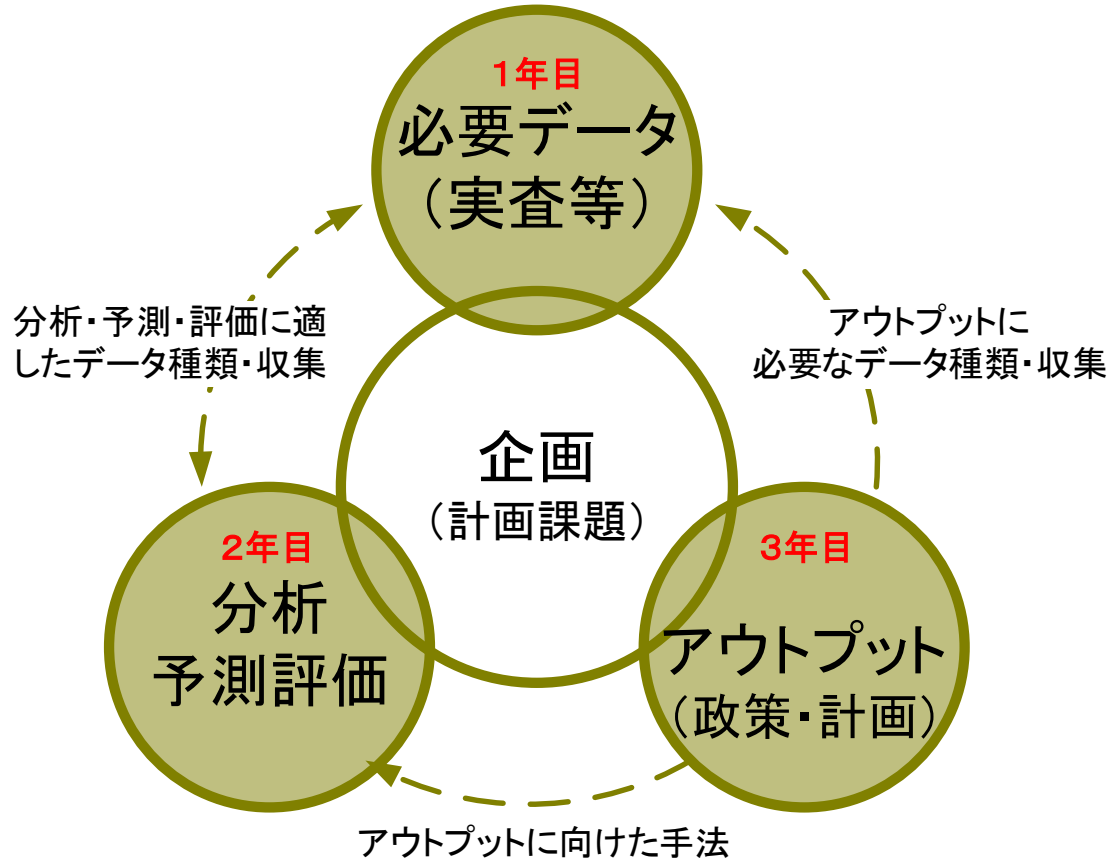 1年目
必要データ
（実査等）
分析・予測・評価に適
したデータ種類・収集
アウトプットに
必要なデータ種類・収集
企画
（計画課題）
2年目
分析
予測評価
3年目
アウトプット
（政策・計画）
アウトプットに向けた手法